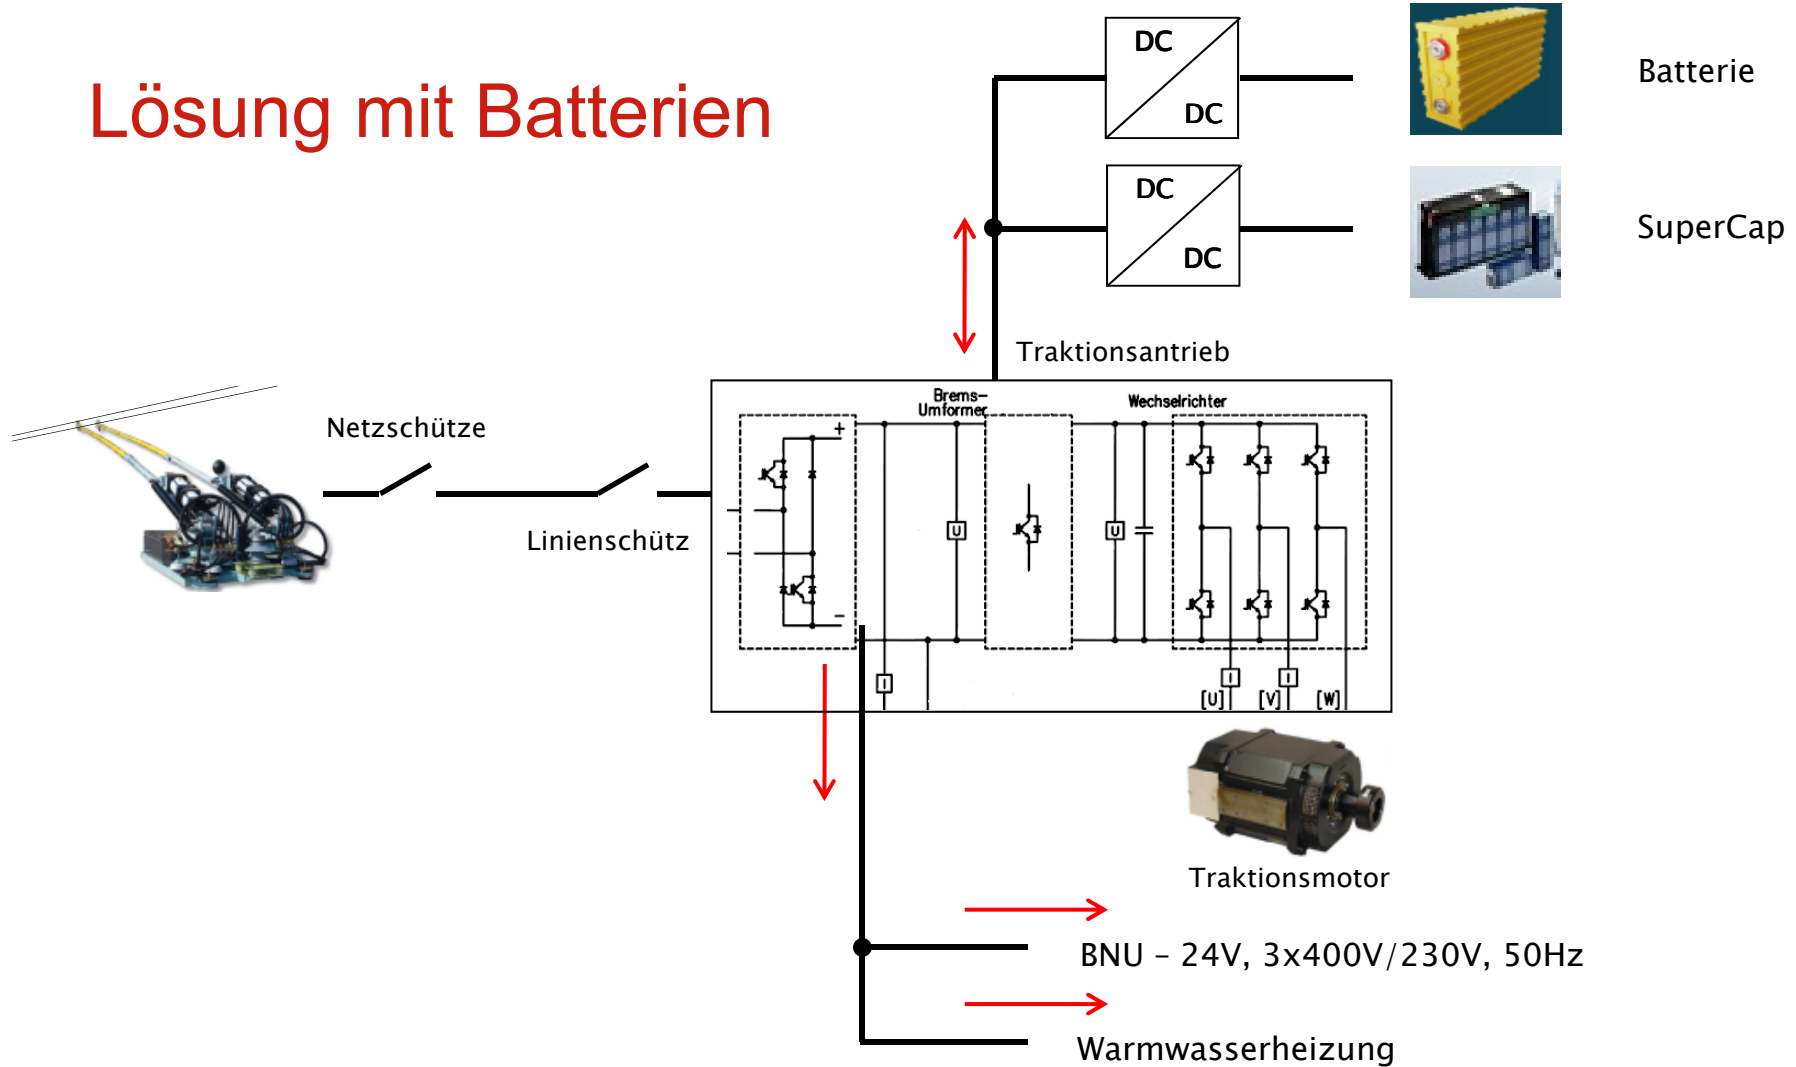 Lösung mit Batterien
DC
DC
Batterie
DC
DC
SuperCap
Traktionsantrieb
Netzschütze
Linienschütz
Brems-
Umformer
Wechselrichter
+
-
U
U
I
I
I
[U]
[V]
[W]
Traktionsmotor
BNU – 24V, 3x400V/230V, 50Hz
Warmwasserheizung